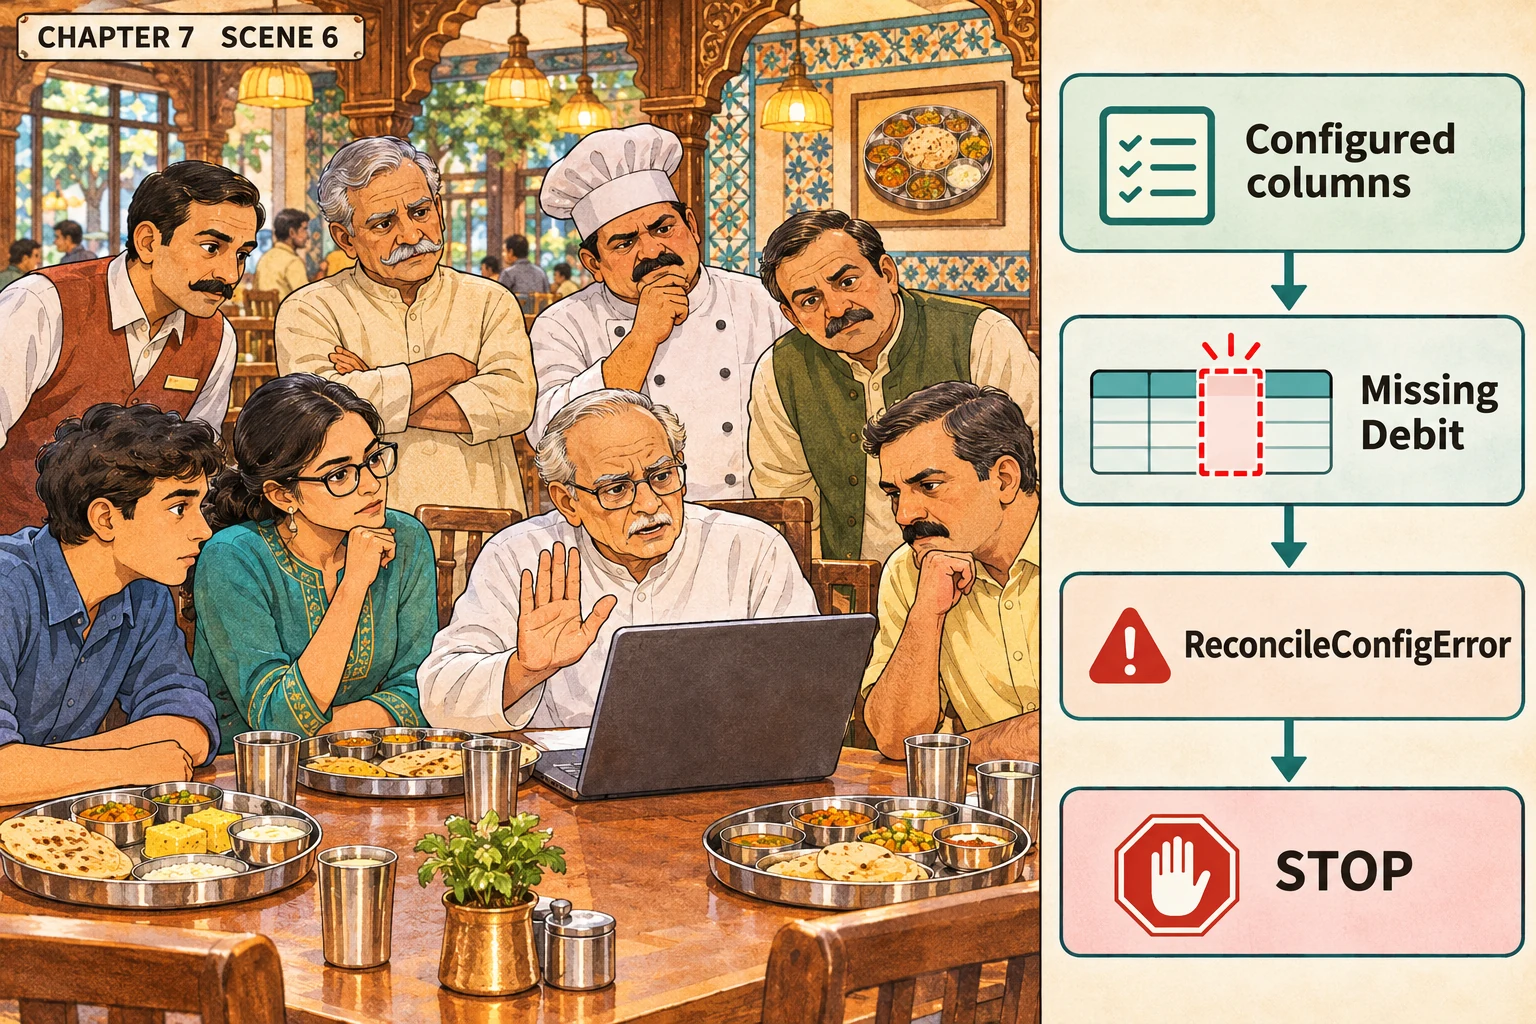 CHAPTER 7 SCENE 6
Configured
columns
Missing
Debit
ReconcileConfigError
STOP